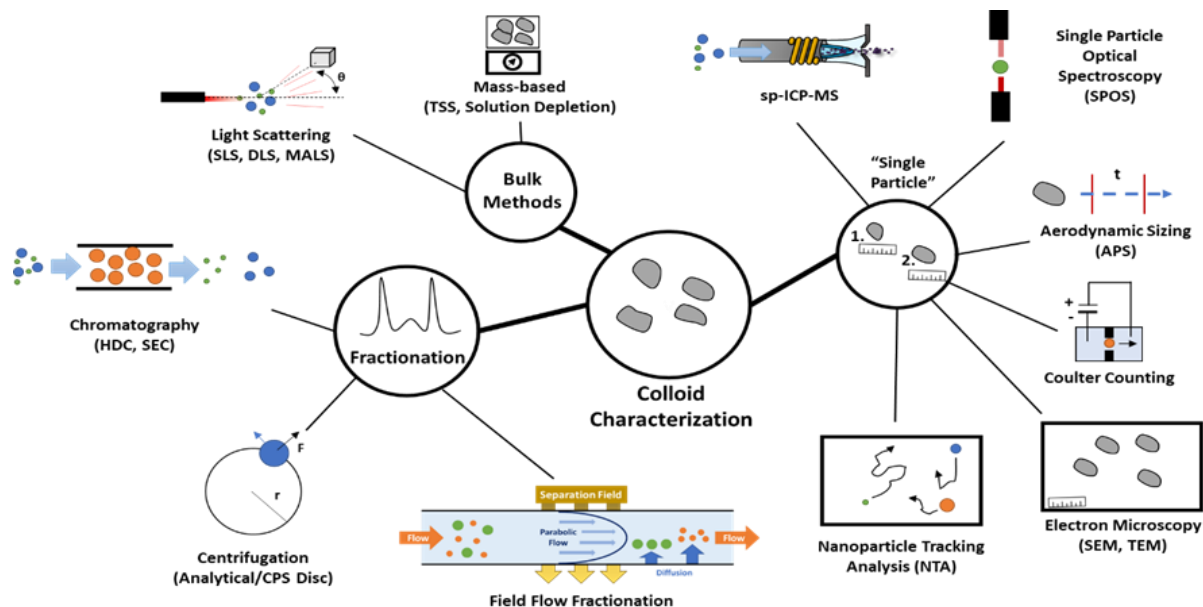 Mass-based
(TSS, Solution Depletion)
θ
Light Scattering
(SLS, DLS, MALS)
Bulk
Methods
sp-ICP-MS
Single Particle
Optical
Spectroscopy
(SPOS)
“Single
Particle”
1.
2.
t
Aerodynamic Sizing
(APS)
+
-
Coulter Counting
Chromatography
(HDC, SEC)
Fractionation
Colloid
Characterization
F
r
Centrifugation
(Analytical/CPS Disc)
Separation Field
Flow
Parabolic
Flow
Diffusion
Flow
Field Flow Fractionation
Nanoparticle Tracking
Analysis (NTA)
Electron Microscopy
(SEM, TEM)